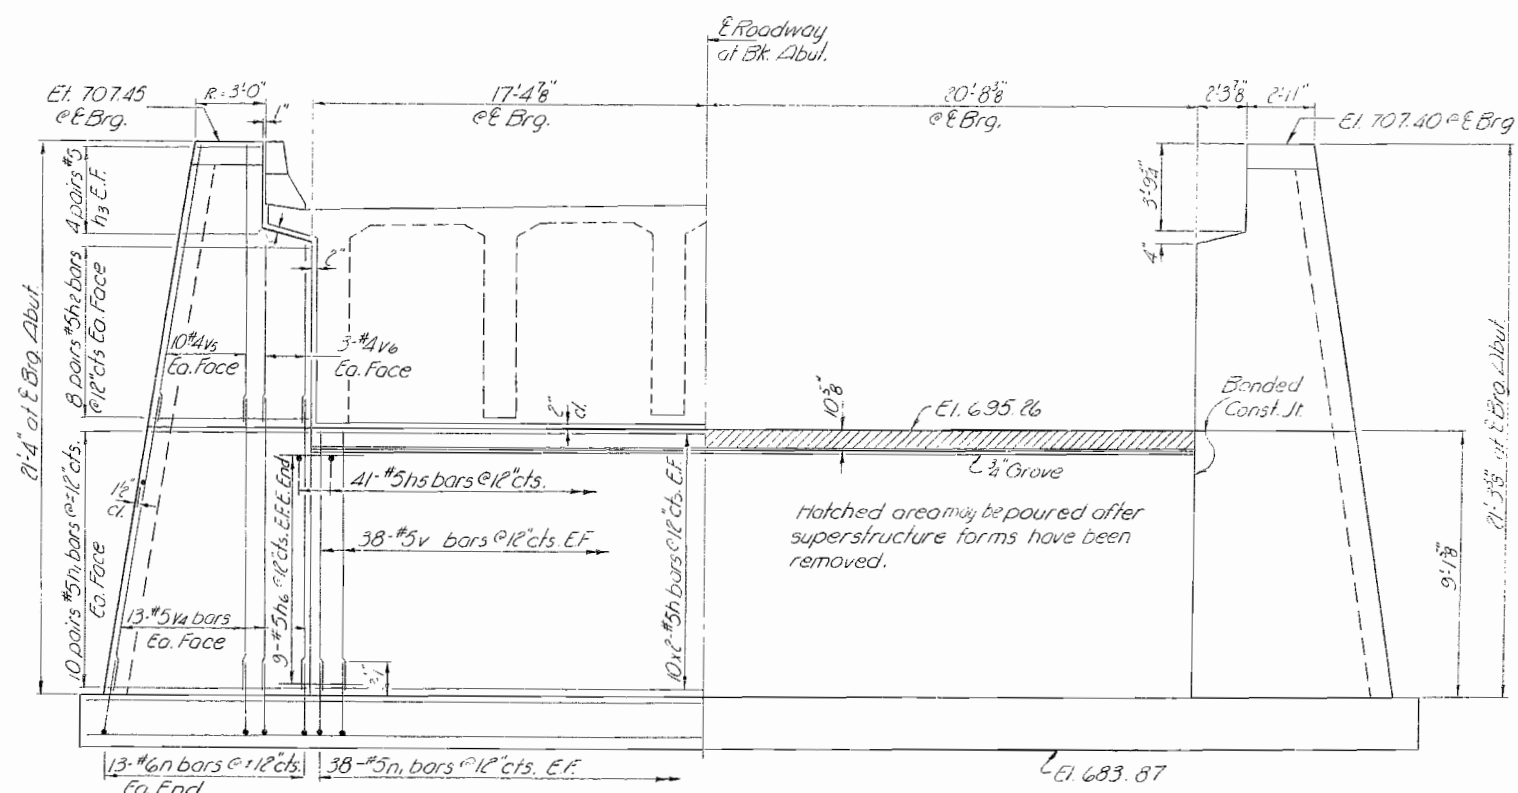 ℄ Roadway
at Bk. Abut.
El. 707.45
@ ℄ Brg.
R=3'-0"
1"
17'-4⅞"
@ ℄ Brg.
20'-8⅜"
@ ℄ Brg.
2'-3⅞"
2'-11"
El. 707.40 @ ℄ Brg
4 pairs #5
h3 E.F.
3'-9¾"
4"
2"
8 pairs #5h2 bars
@12"cts Ea. Face
21'-4" at ℄ Brg. Abut.
10#4v5
Ea. Face
3-#4v6
Ea. Face
2"
cl.
10⅝"
El. 695.26
Bonded
Const. Jt.
¾" Grove
41-#5h5 bars @12"cts.
38-#5v bars @12"cts. E.F.
Hatched area may be poured after
superstructure forms have been
removed.
1½"
cl.
10 pairs #5h, bars @±12"cts.
Ea. Face
9-#5h6 @12"cts. E.F. E. End
10x2-#5h bars @12"cts. E.F.
13-#5v4 bars
Ea. Face
9'-1⅝"
at ℄ Brg. Abut
13-#6n bars @±12"cts.
Ea. End
38-#5n, bars @12"cts. E.F.
El. 683.87